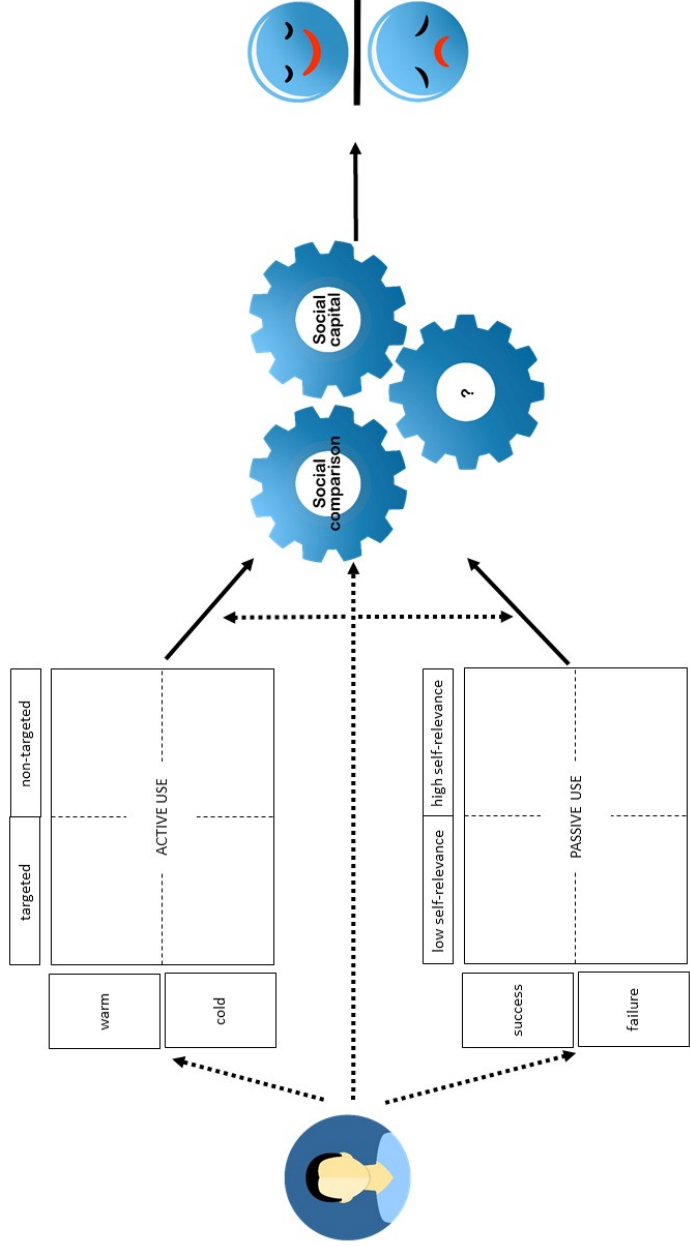 targeted
non-targeted
warm
cold
ACTIVE USE
low self-relevance
high self-relevance
success
failure
PASSIVE USE
Social
comparison
Social
capital
?